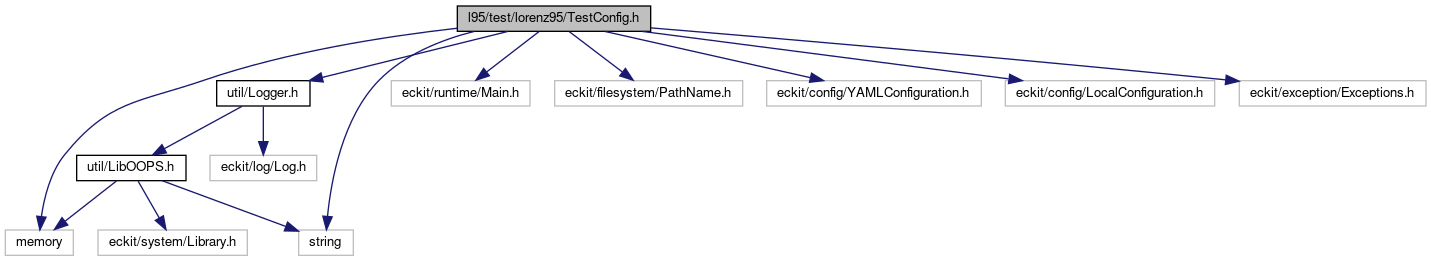 l95/test/lorenz95/TestConfig.h
util/Logger.h
eckit/runtime/Main.h
eckit/filesystem/PathName.h
eckit/config/YAMLConfiguration.h
eckit/config/LocalConfiguration.h
eckit/exception/Exceptions.h
util/LibOOPS.h
eckit/log/Log.h
memory
eckit/system/Library.h
string